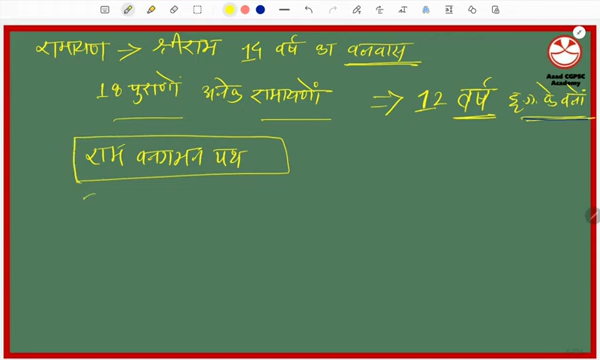 रामायण → श्रीराम 14 वर्ष का वनवास
18 पुराणों अनेक रामायणों ⇒ 12 वर्ष छ.ग. के वनों
राम वनगमन पथ
Azad CGPSC
Academy